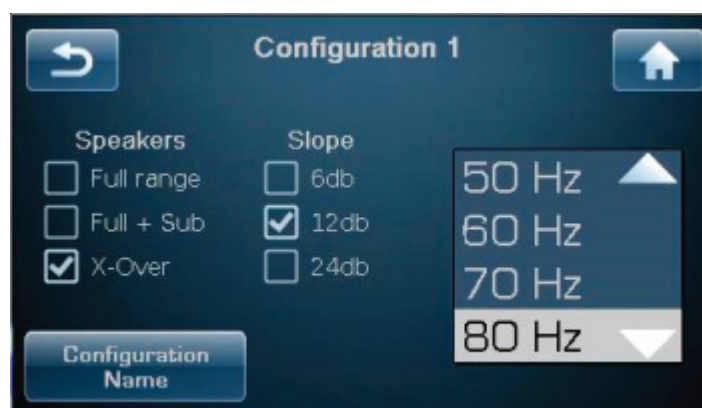 Configuration 1
Speakers
Full range
Full + Sub
X-Over
Slope
6db
12db
24db
50 Hz
60 Hz
70 Hz
80 Hz
Configuration
Name